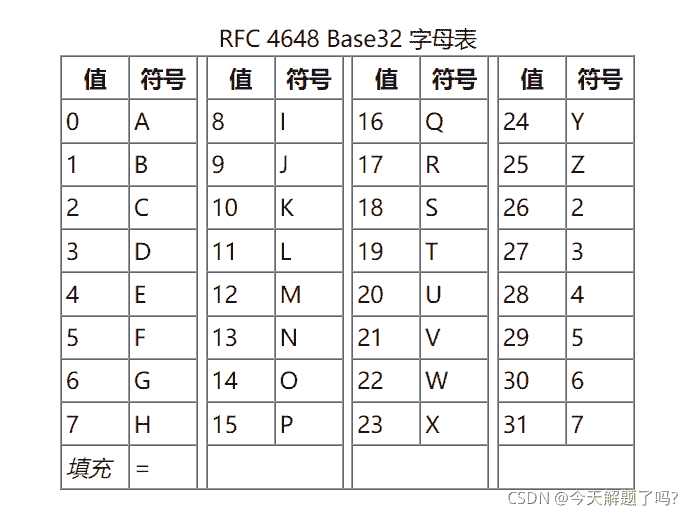 RFC 4648 Base32 字母表
值 符号 值 符号 值 符号 值 符号
0 A 8 I 16 Q 24 Y
1 B 9 J 17 R 25 Z
2 C 10 K 18 S 26 2
3 D 11 L 19 T 27 3
4 E 12 M 20 U 28 4
5 F 13 N 21 V 29 5
6 G 14 O 22 W 30 6
7 H 15 P 23 X 31 7
填充 =
CSDN @今天解题了吗?